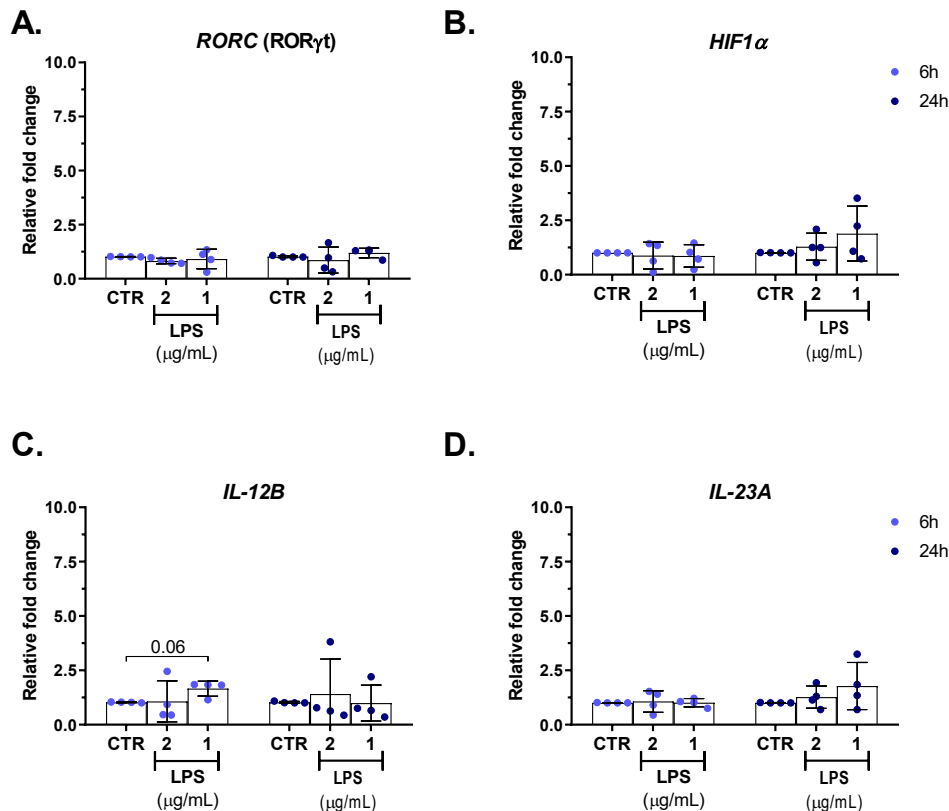 A.
RORC (RORγt)
10.0
7.5
5.0
2.5
0.0
Relative fold change
CTR 2 1 CTR 2 1
LPS LPS
(μg/mL) (μg/mL)
B.
HIF1α
10.0
7.5
5.0
2.5
0.0
Relative fold change
CTR 2 1 CTR 2 1
LPS LPS
(μg/mL) (μg/mL)
6h
24h
C.
IL-12B
10.0
7.5
5.0
2.5
0.0
Relative fold change
0.06
CTR 2 1 CTR 2 1
LPS LPS
(μg/mL) (μg/mL)
D.
IL-23A
10.0
7.5
5.0
2.5
0.0
Relative fold change
CTR 2 1 CTR 2 1
LPS LPS
(μg/mL) (μg/mL)
6h
24h